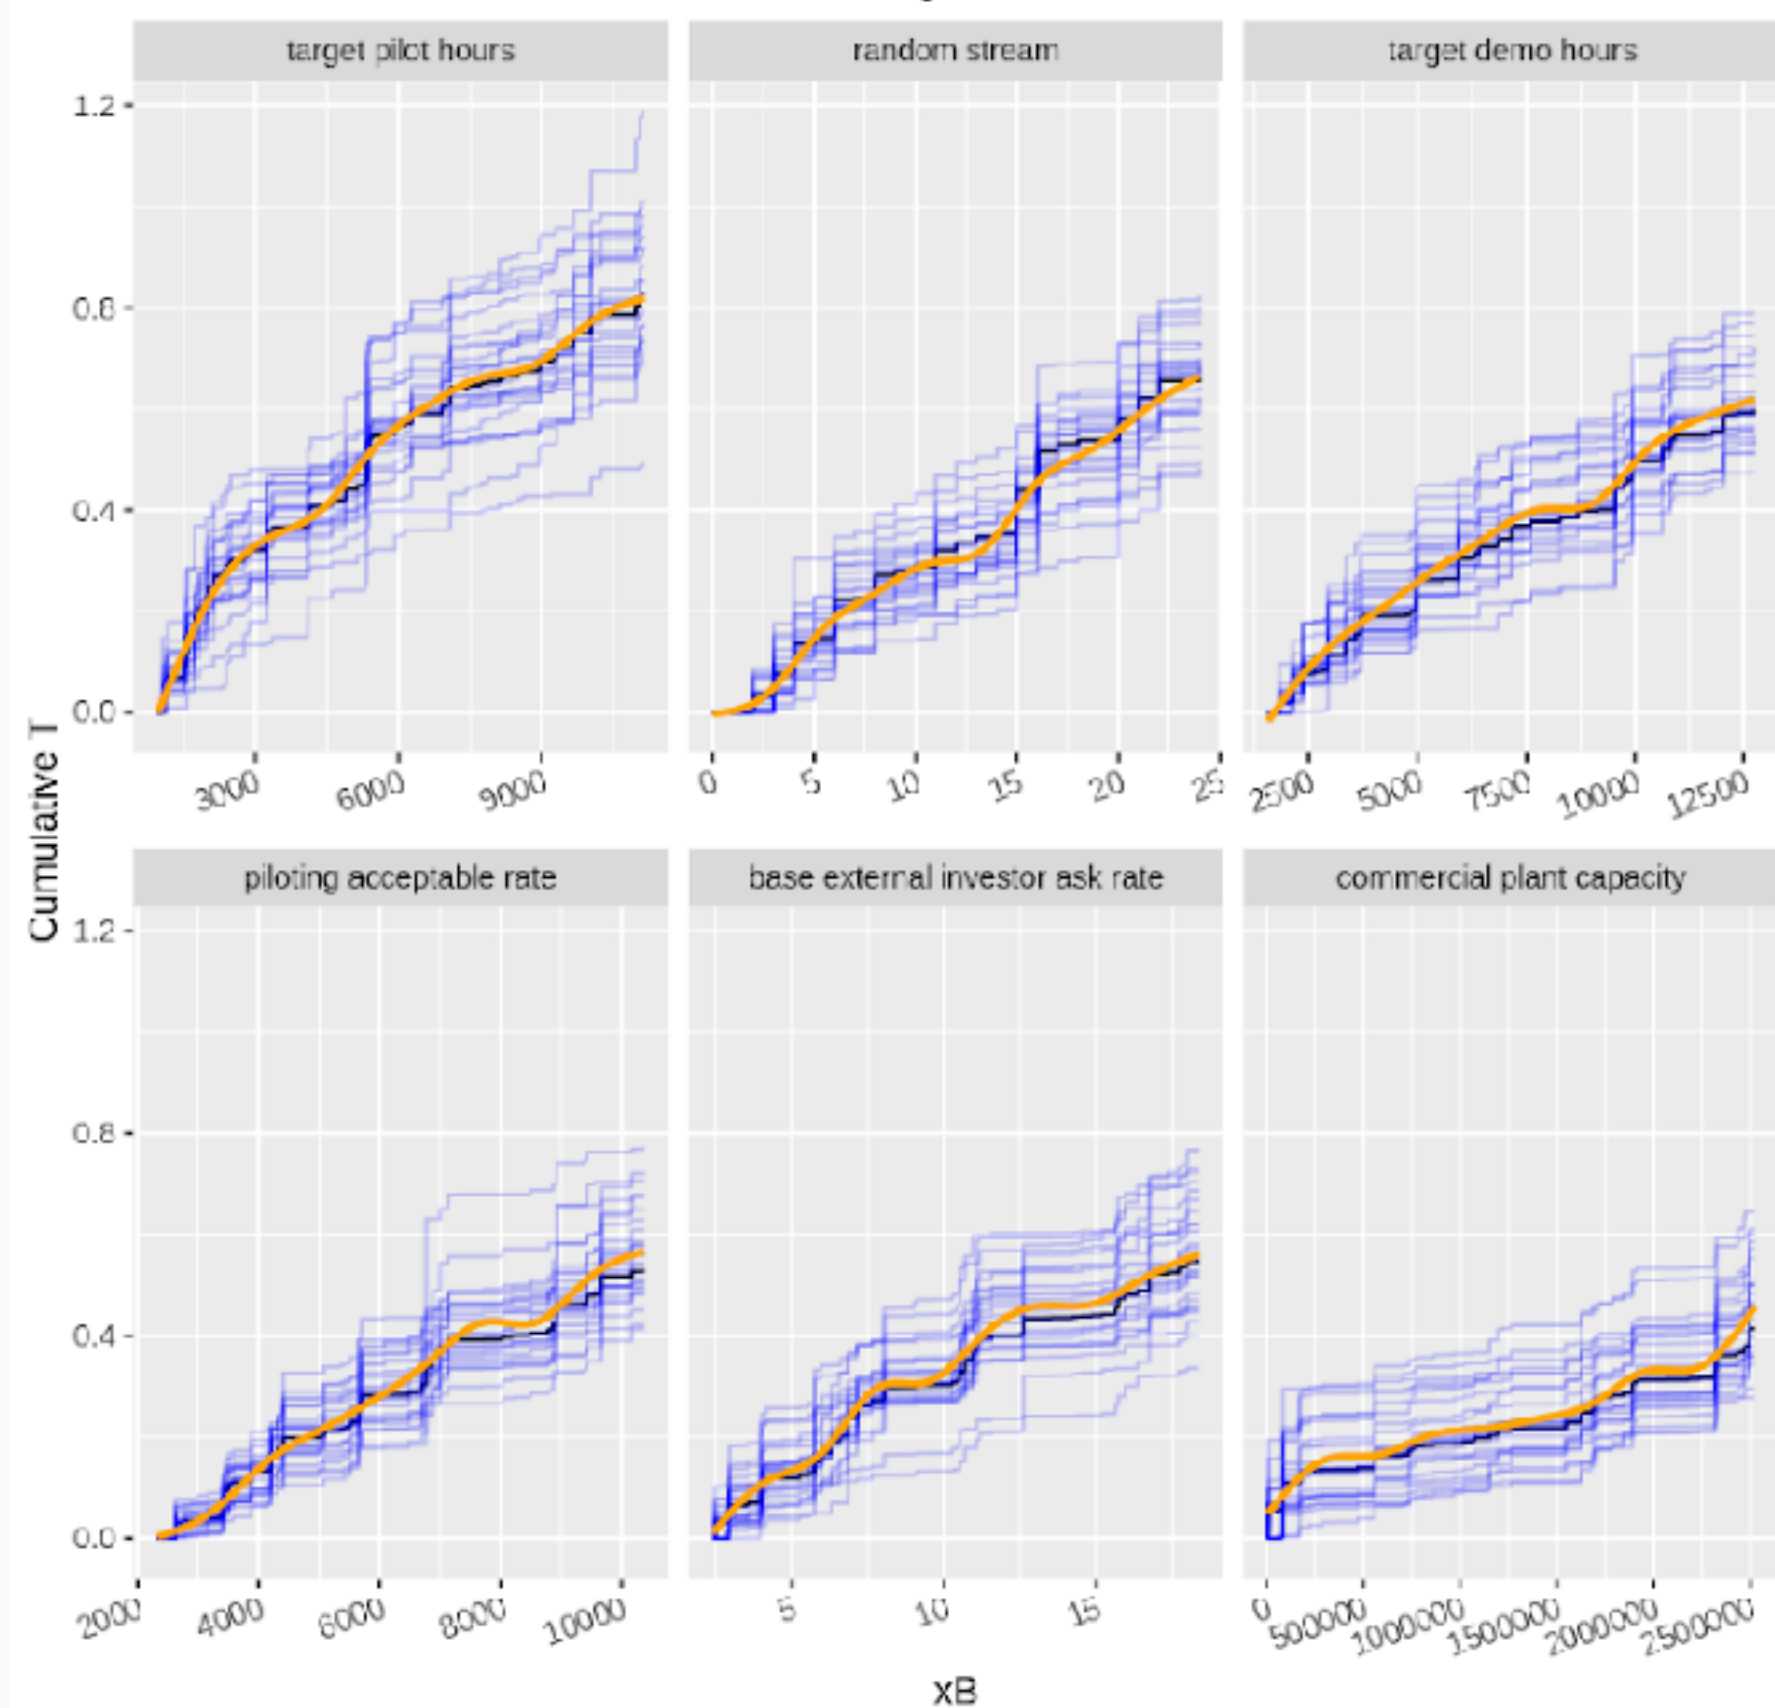 target pilot hours random stream target demo hours
1.2
0.8
0.4
0.0
3000 6000 9000 0 5 10 15 20 25 2500 5000 7500 10000 12500
Cumulative T
piloting acceptable rate base external investor ask rate commercial plant capacity
1.2
0.8
0.4
0.0
2000 4000 6000 8000 10000 5 10 15 0 500000 1000000 1500000 2000000 2500000
xB